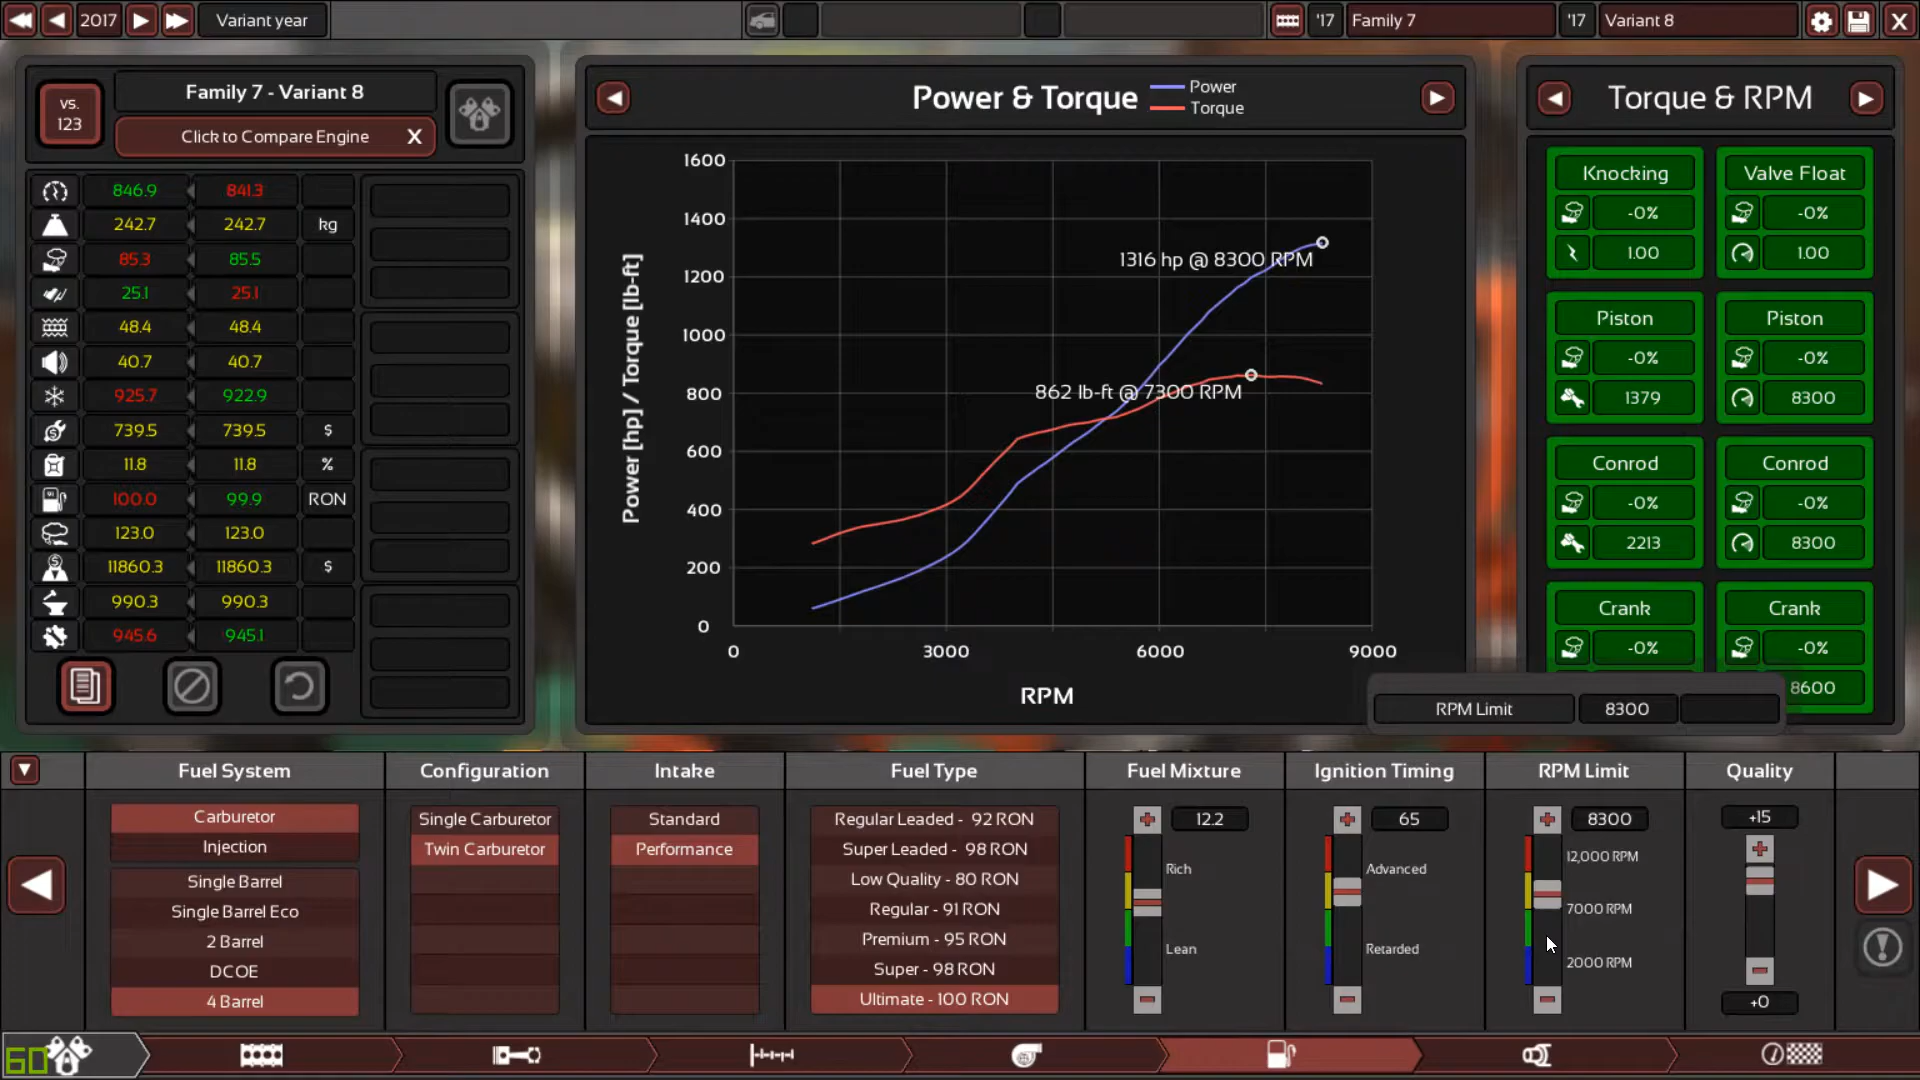 2017
Variant year
'17
Family 7
'17
Variant 8
X
vs.
123
Family 7 - Variant 8
Click to Compare Engine X
846.9 841.3
242.7 242.7 kg
85.3 85.5
25.1 25.1
48.4 48.4
40.7 40.7
925.7 922.9
739.5 739.5 $
11.8 11.8 %
100.0 99.9 RON
123.0 123.0
11860.3 11860.3 $
990.3 990.3
945.6 945.1
Power & Torque
Power
Torque
Power [hp] / Torque [lb-ft]
1600
1400
1200
1000
800
600
400
200
0
1316 hp @ 8300 RPM
862 lb-ft @ 7300 RPM
0 3000 6000 9000
RPM
Torque & RPM
Knocking Valve Float
-0% -0%
1.00 1.00
Piston Piston
-0% -0%
1379 8300
Conrod Conrod
-0% -0%
2213 8300
Crank Crank
-0% -0%
8600
RPM Limit 8300
Fuel System
Carburetor
Injection
Single Barrel
Single Barrel Eco
2 Barrel
DCOE
4 Barrel
Configuration
Single Carburetor
Twin Carburetor
Intake
Standard
Performance
Fuel Type
Regular Leaded - 92 RON
Super Leaded - 98 RON
Low Quality - 80 RON
Regular - 91 RON
Premium - 95 RON
Super - 98 RON
Ultimate - 100 RON
Fuel Mixture
12.2
Rich
Lean
Ignition Timing
65
Advanced
Retarded
RPM Limit
8300
12,000 RPM
7000 RPM
2000 RPM
Quality
+15
+0
60